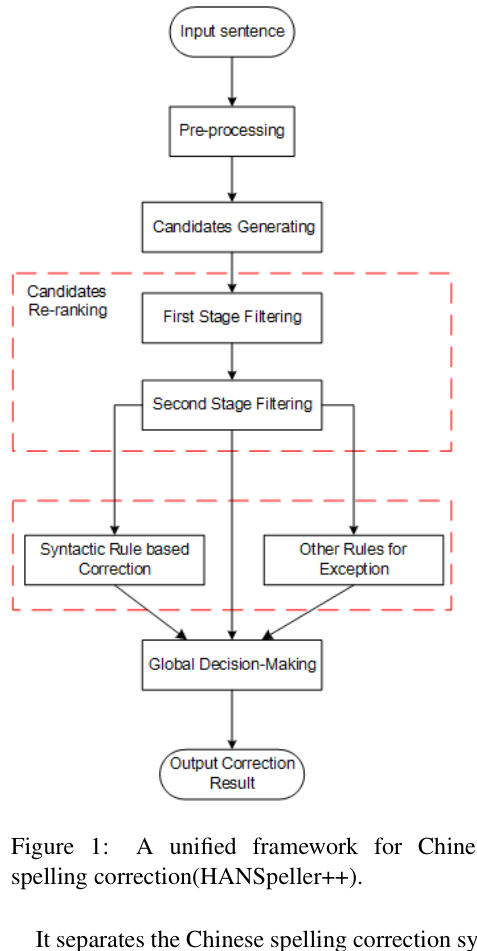 Input sentence
Pre-processing
Candidates Generating
Candidates
Re-ranking
First Stage Filtering
Second Stage Filtering
Syntactic Rule based
Correction
Other Rules for
Exception
Global Decision-Making
Output Correction
Result
Figure 1: A unified framework for Chine
spelling correction(HANSpeller++).
It separates the Chinese spelling correction sy